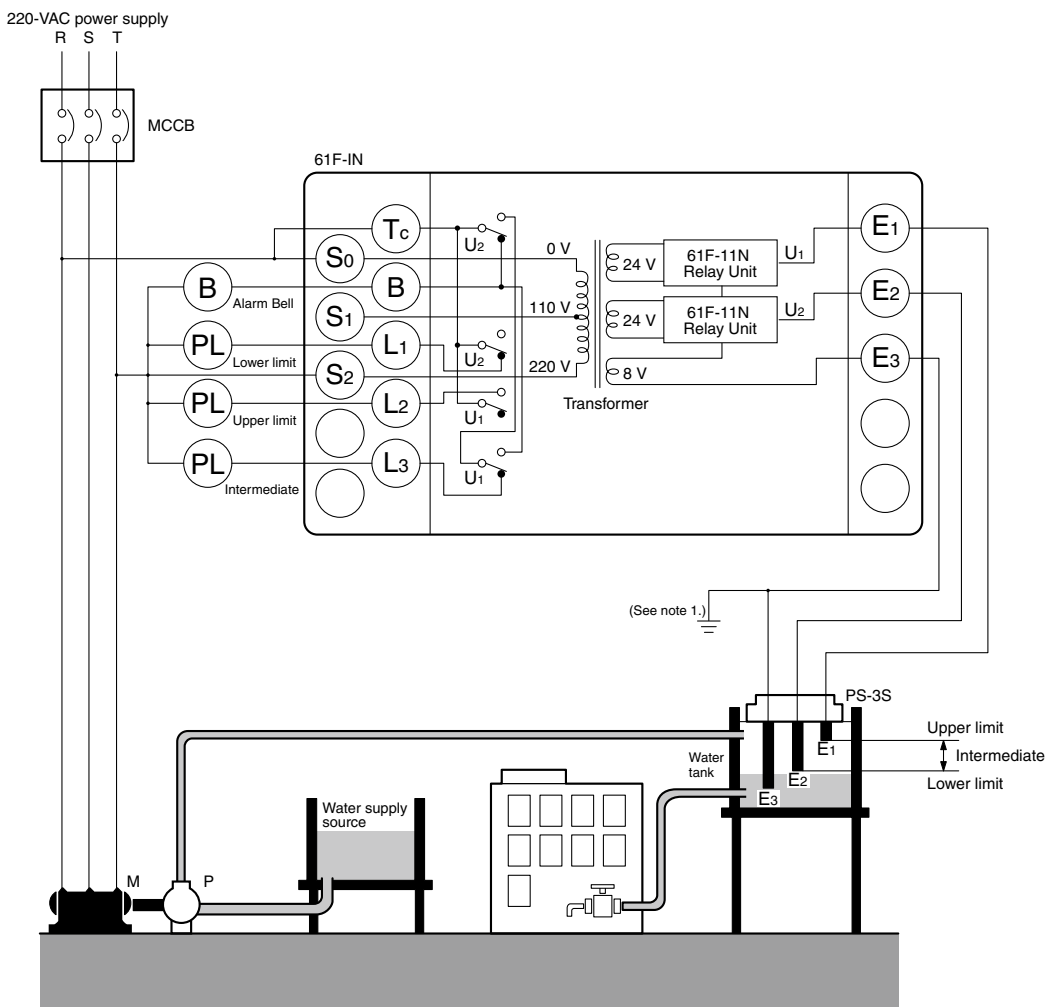 220-VAC power supply
R S T
MCCB
61F-IN
Tc
S0
B
Alarm Bell
B
S1
PL
Lower limit
L1
S2
PL
Upper limit
L2
PL
Intermediate
L3
U2
U2
U1
U1
0 V
110 V
220 V
24 V
24 V
8 V
Transformer
61F-11N
Relay Unit
U1
61F-11N
Relay Unit
U2
E1
E2
E3
(See note 1.)
PS-3S
Upper limit
Intermediate
Lower limit
Water
tank
E1
E2
E3
Water supply
source
M
P